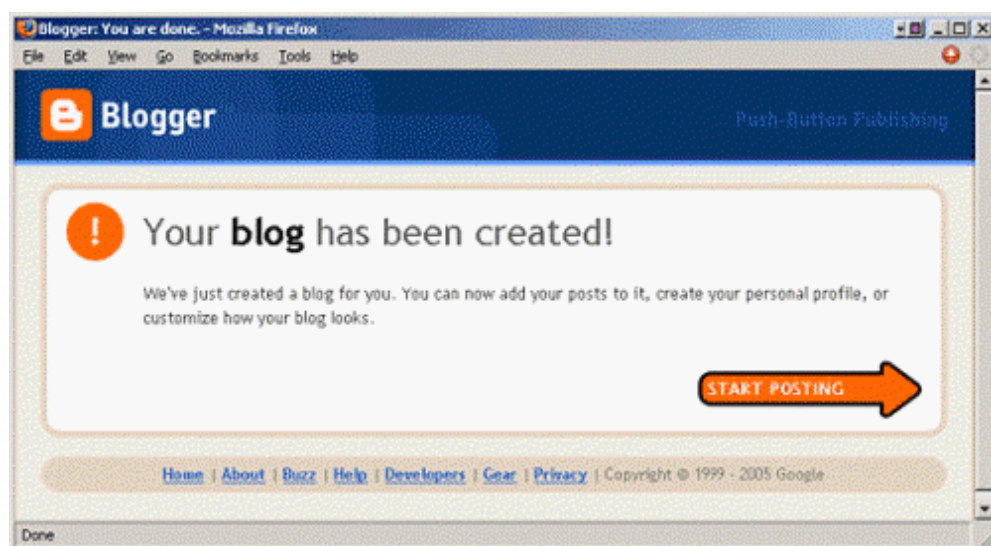 Blogger: You are done. - Mozilla Firefox
File Edit View Go Bookmarks Tools Help
Blogger
Push-Button Publishing
! Your blog has been created!
We've just created a blog for you. You can now add your posts to it, create your personal profile, or
customize how your blog looks.
START POSTING
Home | About | Buzz | Help | Developers | Gear | Privacy | Copyright © 1999 - 2005 Google
Done